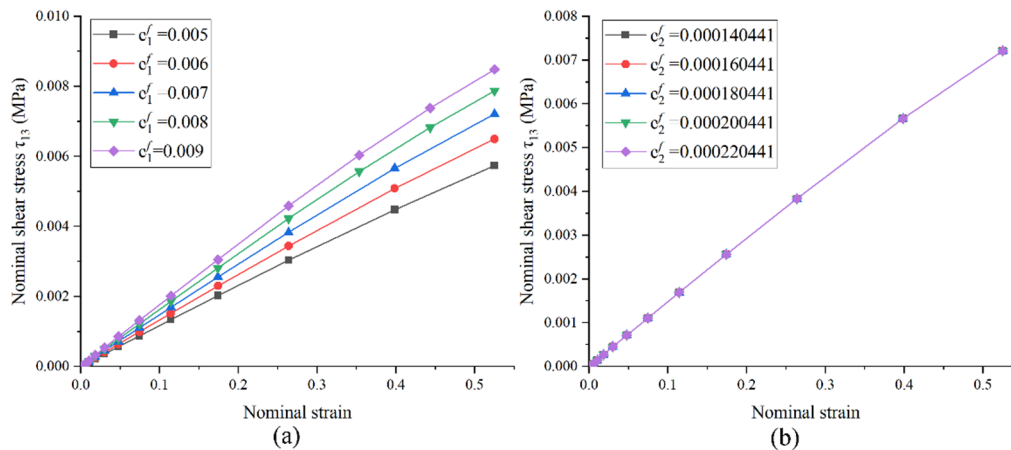 0.010
0.008
0.006
0.004
0.002
0.000
Nominal shear stress τ₁₃ (MPa)
c₁ᶠ=0.005
c₁ᶠ=0.006
c₁ᶠ=0.007
c₁ᶠ=0.008
c₁ᶠ=0.009
0.0 0.1 0.2 0.3 0.4 0.5
Nominal strain
(a)
0.008
0.007
0.006
0.005
0.004
0.003
0.002
0.001
0.000
Nominal shear stress τ₁₃ (MPa)
c₂ᶠ=0.000140441
c₂ᶠ=0.000160441
c₂ᶠ=0.000180441
c₂ᶠ=0.000200441
c₂ᶠ=0.000220441
0.0 0.1 0.2 0.3 0.4 0.5
Nominal strain
(b)